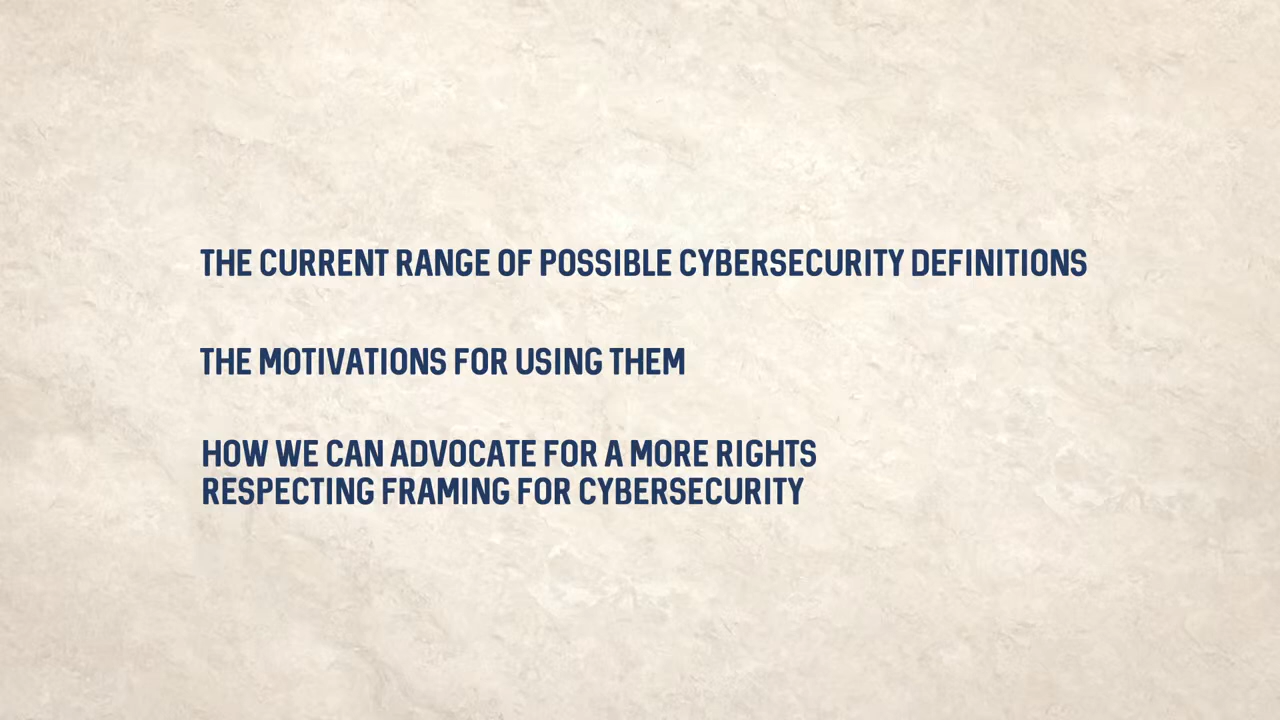 THE CURRENT RANGE OF POSSIBLE CYBERSECURITY DEFINITIONS
THE MOTIVATIONS FOR USING THEM
HOW WE CAN ADVOCATE FOR A MORE RIGHTS
RESPECTING FRAMING FOR CYBERSECURITY